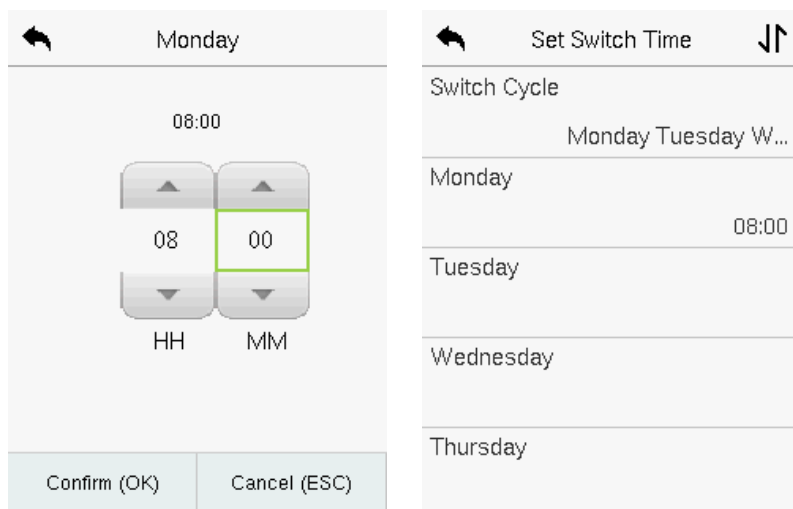 Monday
08:00
08 00
HH MM
Confirm (OK) Cancel (ESC)
Set Switch Time
Switch Cycle
Monday Tuesday W...
Monday
08:00
Tuesday
Wednesday
Thursday